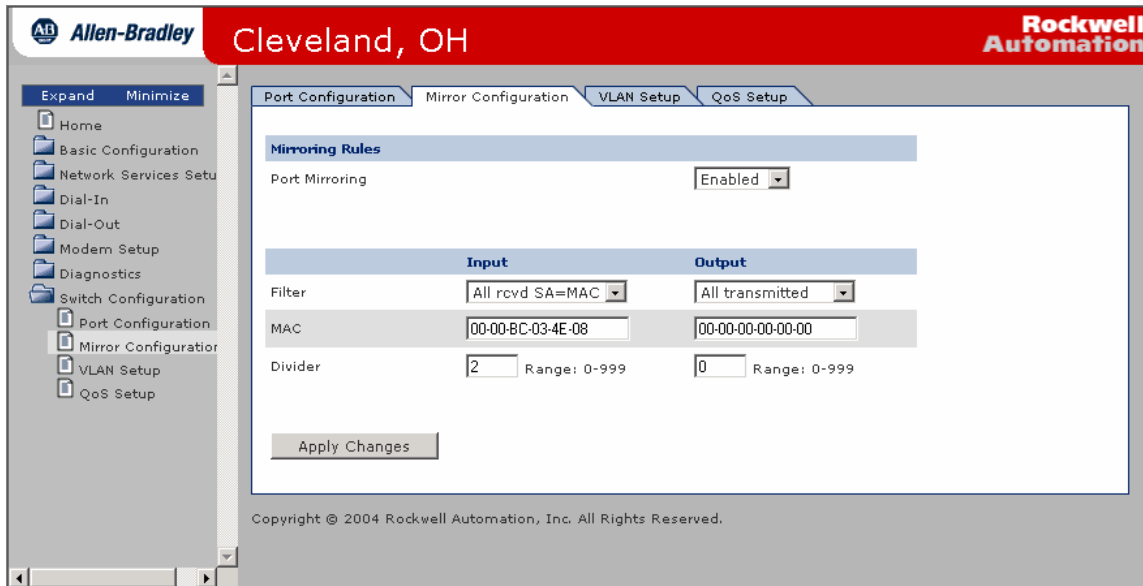 AB Allen-Bradley
Cleveland, OH
Rockwell
Automation
Expand Minimize
Home
Basic Configuration
Network Services Setu
Dial-In
Dial-Out
Modem Setup
Diagnostics
Switch Configuration
Port Configuration
Mirror Configuration
VLAN Setup
QoS Setup
Port Configuration Mirror Configuration VLAN Setup QoS Setup
Mirroring Rules
Port Mirroring Enabled
Input Output
Filter All rcvd SA=MAC All transmitted
MAC 00-00-BC-03-4E-08 00-00-00-00-00-00
Divider 2 Range: 0-999 0 Range: 0-999
Apply Changes
Copyright © 2004 Rockwell Automation, Inc. All Rights Reserved.